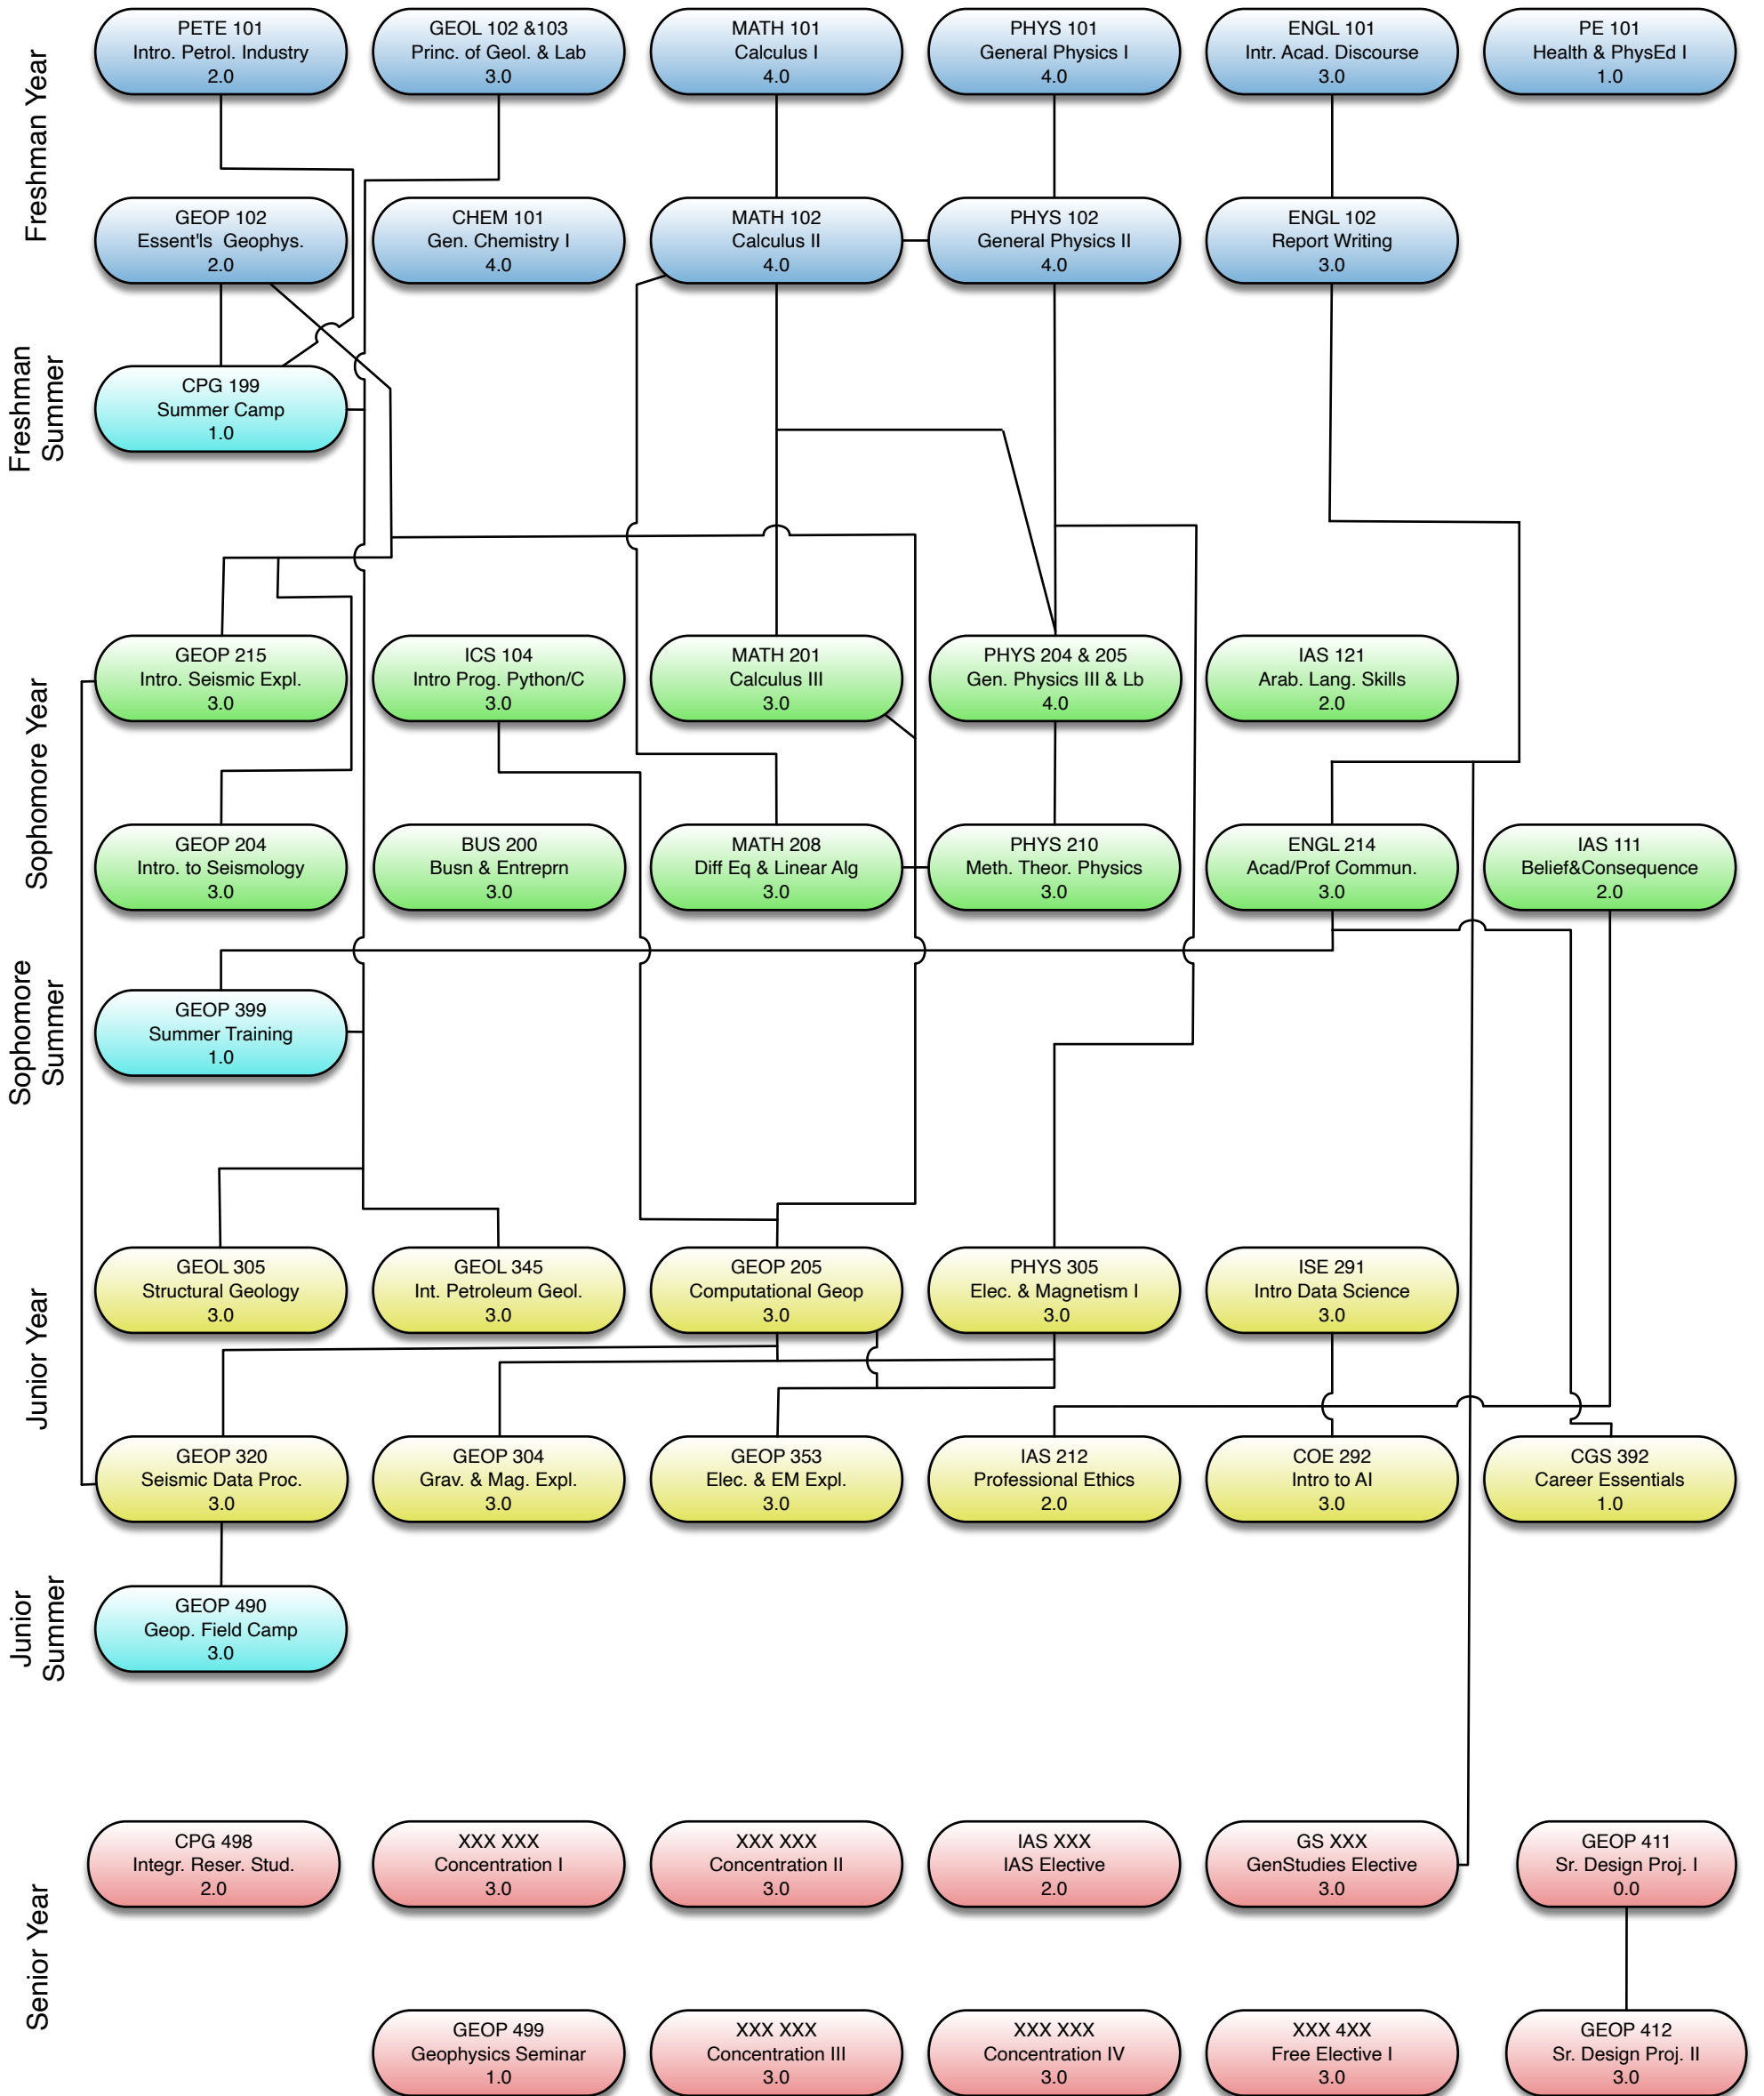 Freshman Year
PETE 101
Intro. Petrol. Industry
2.0
GEOL 102 &103
Princ. of Geol. & Lab
3.0
MATH 101
Calculus I
4.0
PHYS 101
General Physics I
4.0
ENGL 101
Intr. Acad. Discourse
3.0
PE 101
Health & PhysEd I
1.0
GEOP 102
Essent'ls  Geophys.
2.0
CHEM 101
Gen. Chemistry I
4.0
MATH 102
Calculus II
4.0
PHYS 102
General Physics II
4.0
ENGL 102
Report Writing
3.0
Freshman
Summer
CPG 199
Summer Camp
1.0
Sophomore Year
GEOP 215
Intro. Seismic Expl.
3.0
ICS 104
Intro Prog. Python/C
3.0
MATH 201
Calculus III
3.0
PHYS 204 & 205
Gen. Physics III & Lb
4.0
IAS 121
Arab. Lang. Skills
2.0
GEOP 204
Intro. to Seismology
3.0
BUS 200
Busn & Entreprn
3.0
MATH 208
Diff Eq & Linear Alg
3.0
PHYS 210
Meth. Theor. Physics
3.0
ENGL 214
Acad/Prof Commun.
3.0
IAS 111
Belief&Consequence
2.0
Sophomore
Summer
GEOP 399
Summer Training
1.0
Junior Year
GEOL 305
Structural Geology
3.0
GEOL 345
Int. Petroleum Geol.
3.0
GEOP 205
Computational Geop
3.0
PHYS 305
Elec. & Magnetism I
3.0
ISE 291
Intro Data Science
3.0
GEOP 320
Seismic Data Proc.
3.0
GEOP 304
Grav. & Mag. Expl.
3.0
GEOP 353
Elec. & EM Expl.
3.0
IAS 212
Professional Ethics
2.0
COE 292
Intro to AI
3.0
CGS 392
Career Essentials
1.0
Junior
Summer
GEOP 490
Geop. Field Camp
3.0
Senior Year
CPG 498
Integr. Reser. Stud.
2.0
XXX XXX
Concentration I
3.0
XXX XXX
Concentration II
3.0
IAS XXX
IAS Elective
2.0
GS XXX
GenStudies Elective
3.0
GEOP 411
Sr. Design Proj. I
0.0
GEOP 499
Geophysics Seminar
1.0
XXX XXX
Concentration III
3.0
XXX XXX
Concentration IV
3.0
XXX 4XX
Free Elective I
3.0
GEOP 412
Sr. Design Proj. II
3.0